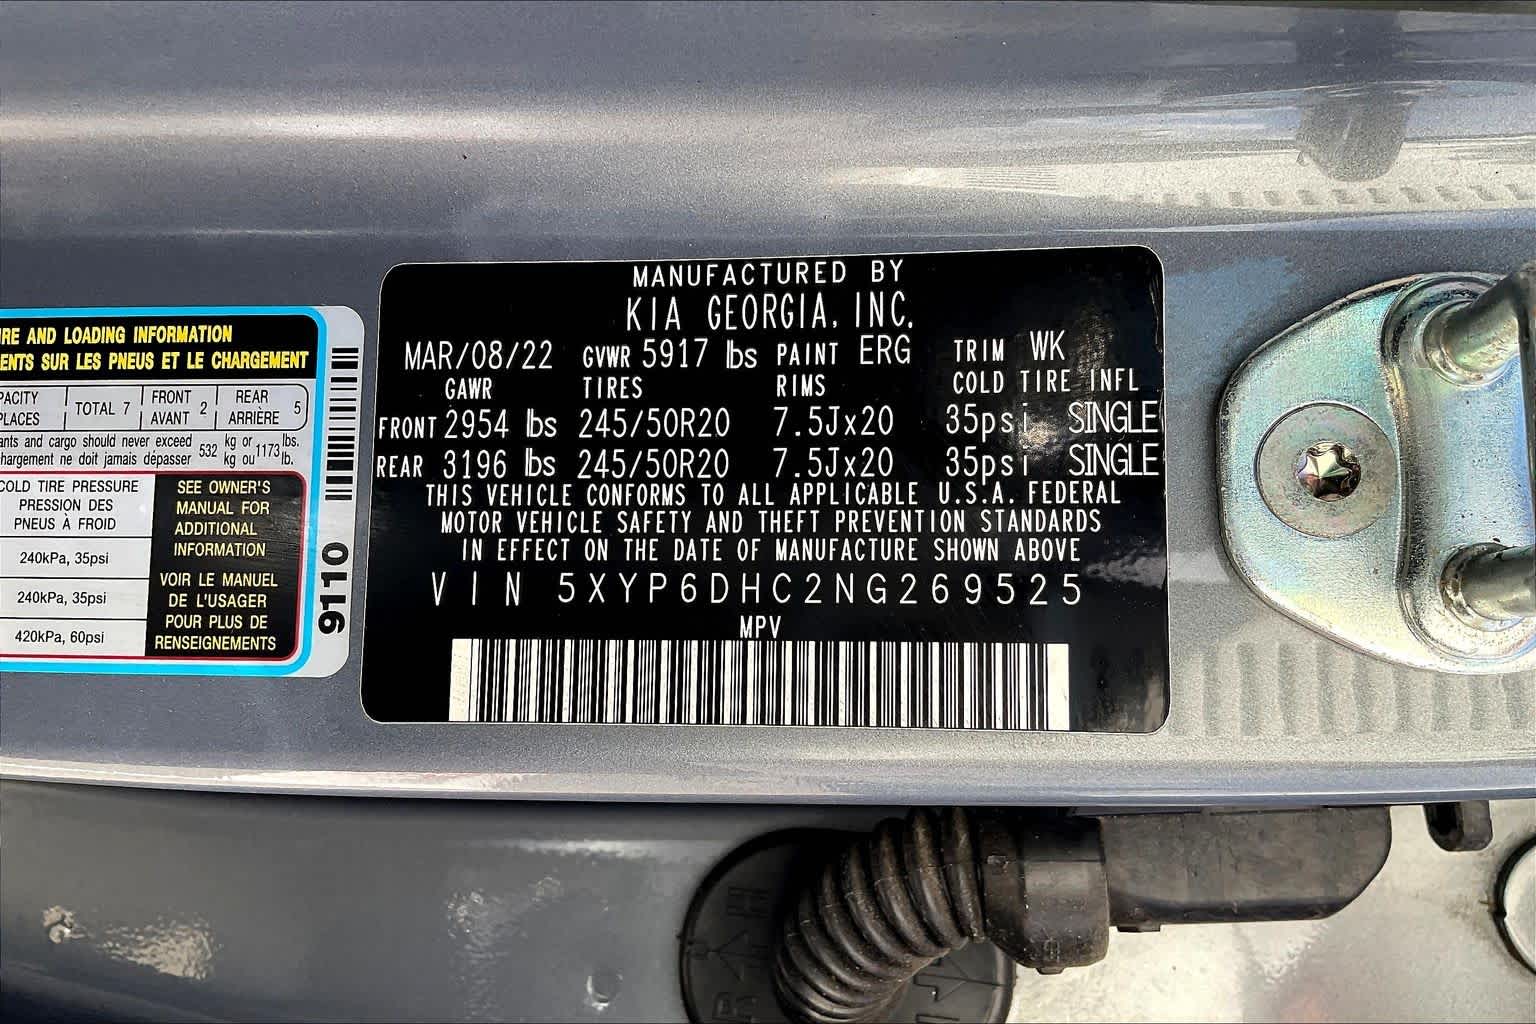 MANUFACTURED BY
KIA GEORGIA, INC.
MAR/08/22 GVWR 5917 lbs PAINT ERG TRIM WK
GAWR TIRES RIMS COLD TIRE INFL
FRONT 2954 lbs 245/50R20 7.5Jx20 35psi SINGLE
REAR 3196 lbs 245/50R20 7.5Jx20 35psi SINGLE
THIS VEHICLE CONFORMS TO ALL APPLICABLE U.S.A. FEDERAL
MOTOR VEHICLE SAFETY AND THEFT PREVENTION STANDARDS
IN EFFECT ON THE DATE OF MANUFACTURE SHOWN ABOVE
VIN 5XYP6DHC2NG269525
MPV
AND LOADING INFORMATION
SUR LES PNEUS ET LE CHARGEMENT
TOTAL 7 FRONT AVANT 2 REAR ARRIÈRE 5
and cargo should never exceed 532 kg or 1173 lbs.
ne doit jamais dépasser kg ou lb.
COLD TIRE PRESSURE
PRESSION DES
PNEUS À FROID
240kPa, 35psi
240kPa, 35psi
420kPa, 60psi
SEE OWNER'S
MANUAL FOR
ADDITIONAL
INFORMATION
VOIR LE MANUEL
DE L'USAGER
POUR PLUS DE
RENSEIGNEMENTS
9110